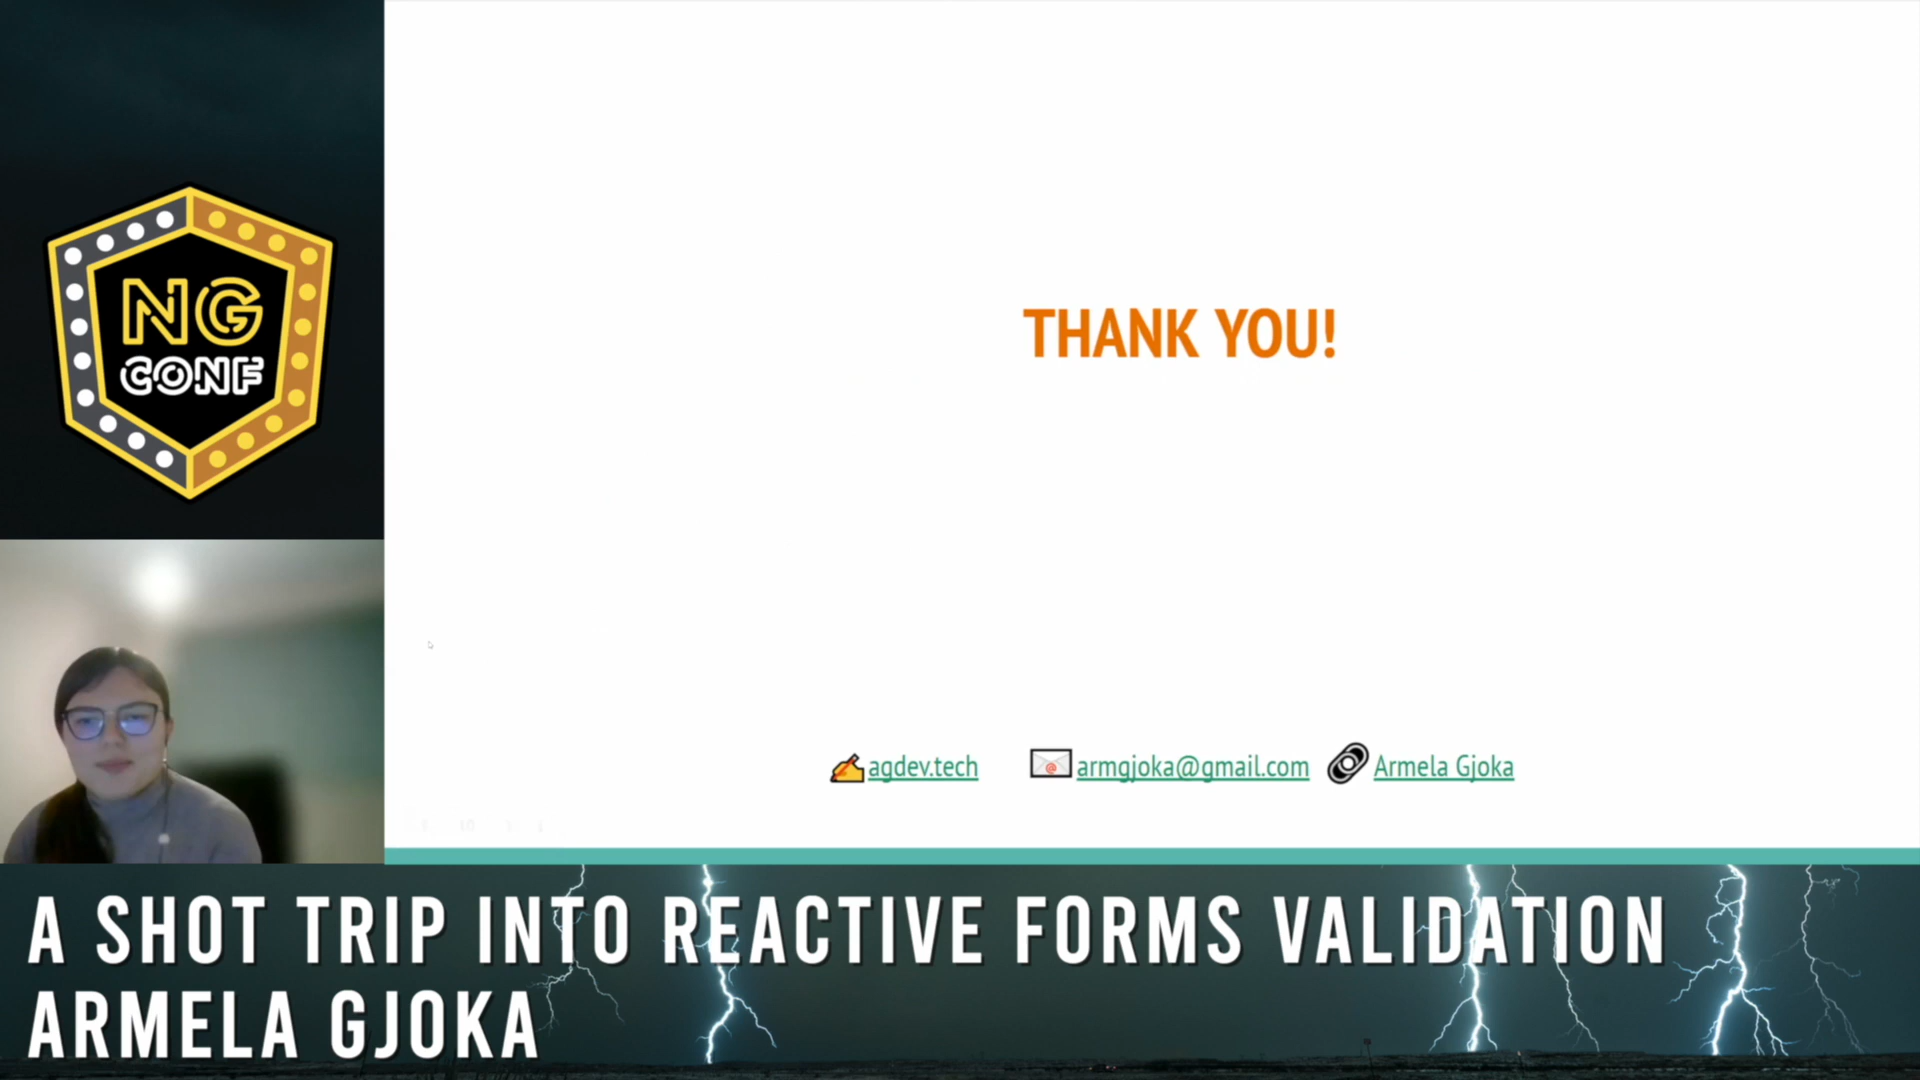 NG
CONF
THANK YOU!
agdev.tech armgjoka@gmail.com Armela Gjoka
A SHOT TRIP INTO REACTIVE FORMS VALIDATION
ARMELA GJOKA